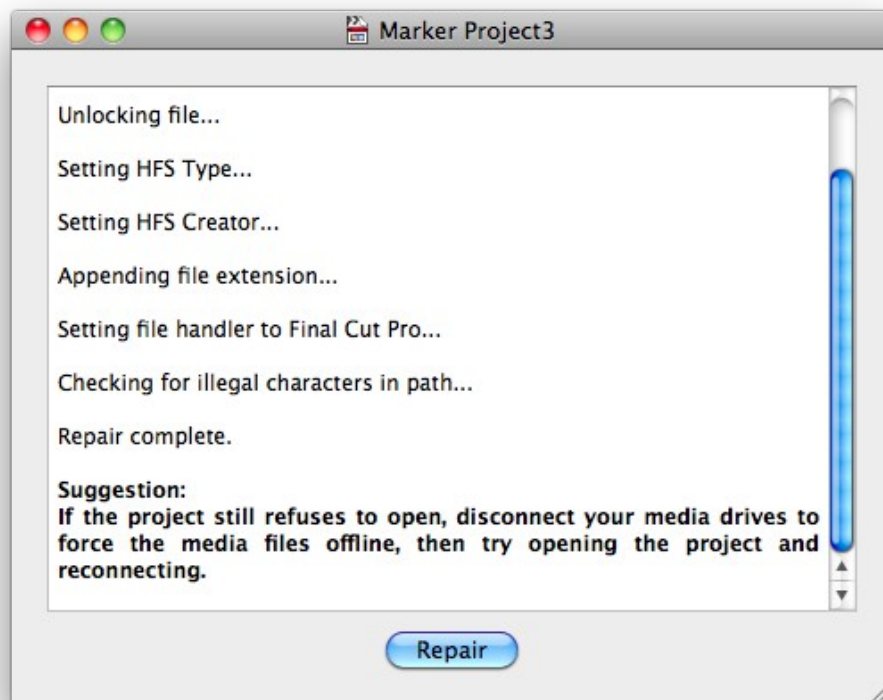 Marker Project3
Unlocking file...
Setting HFS Type...
Setting HFS Creator...
Appending file extension...
Setting file handler to Final Cut Pro...
Checking for illegal characters in path...
Repair complete.
Suggestion:
If the project still refuses to open, disconnect your media drives to
force the media files offline, then try opening the project and
reconnecting.
Repair